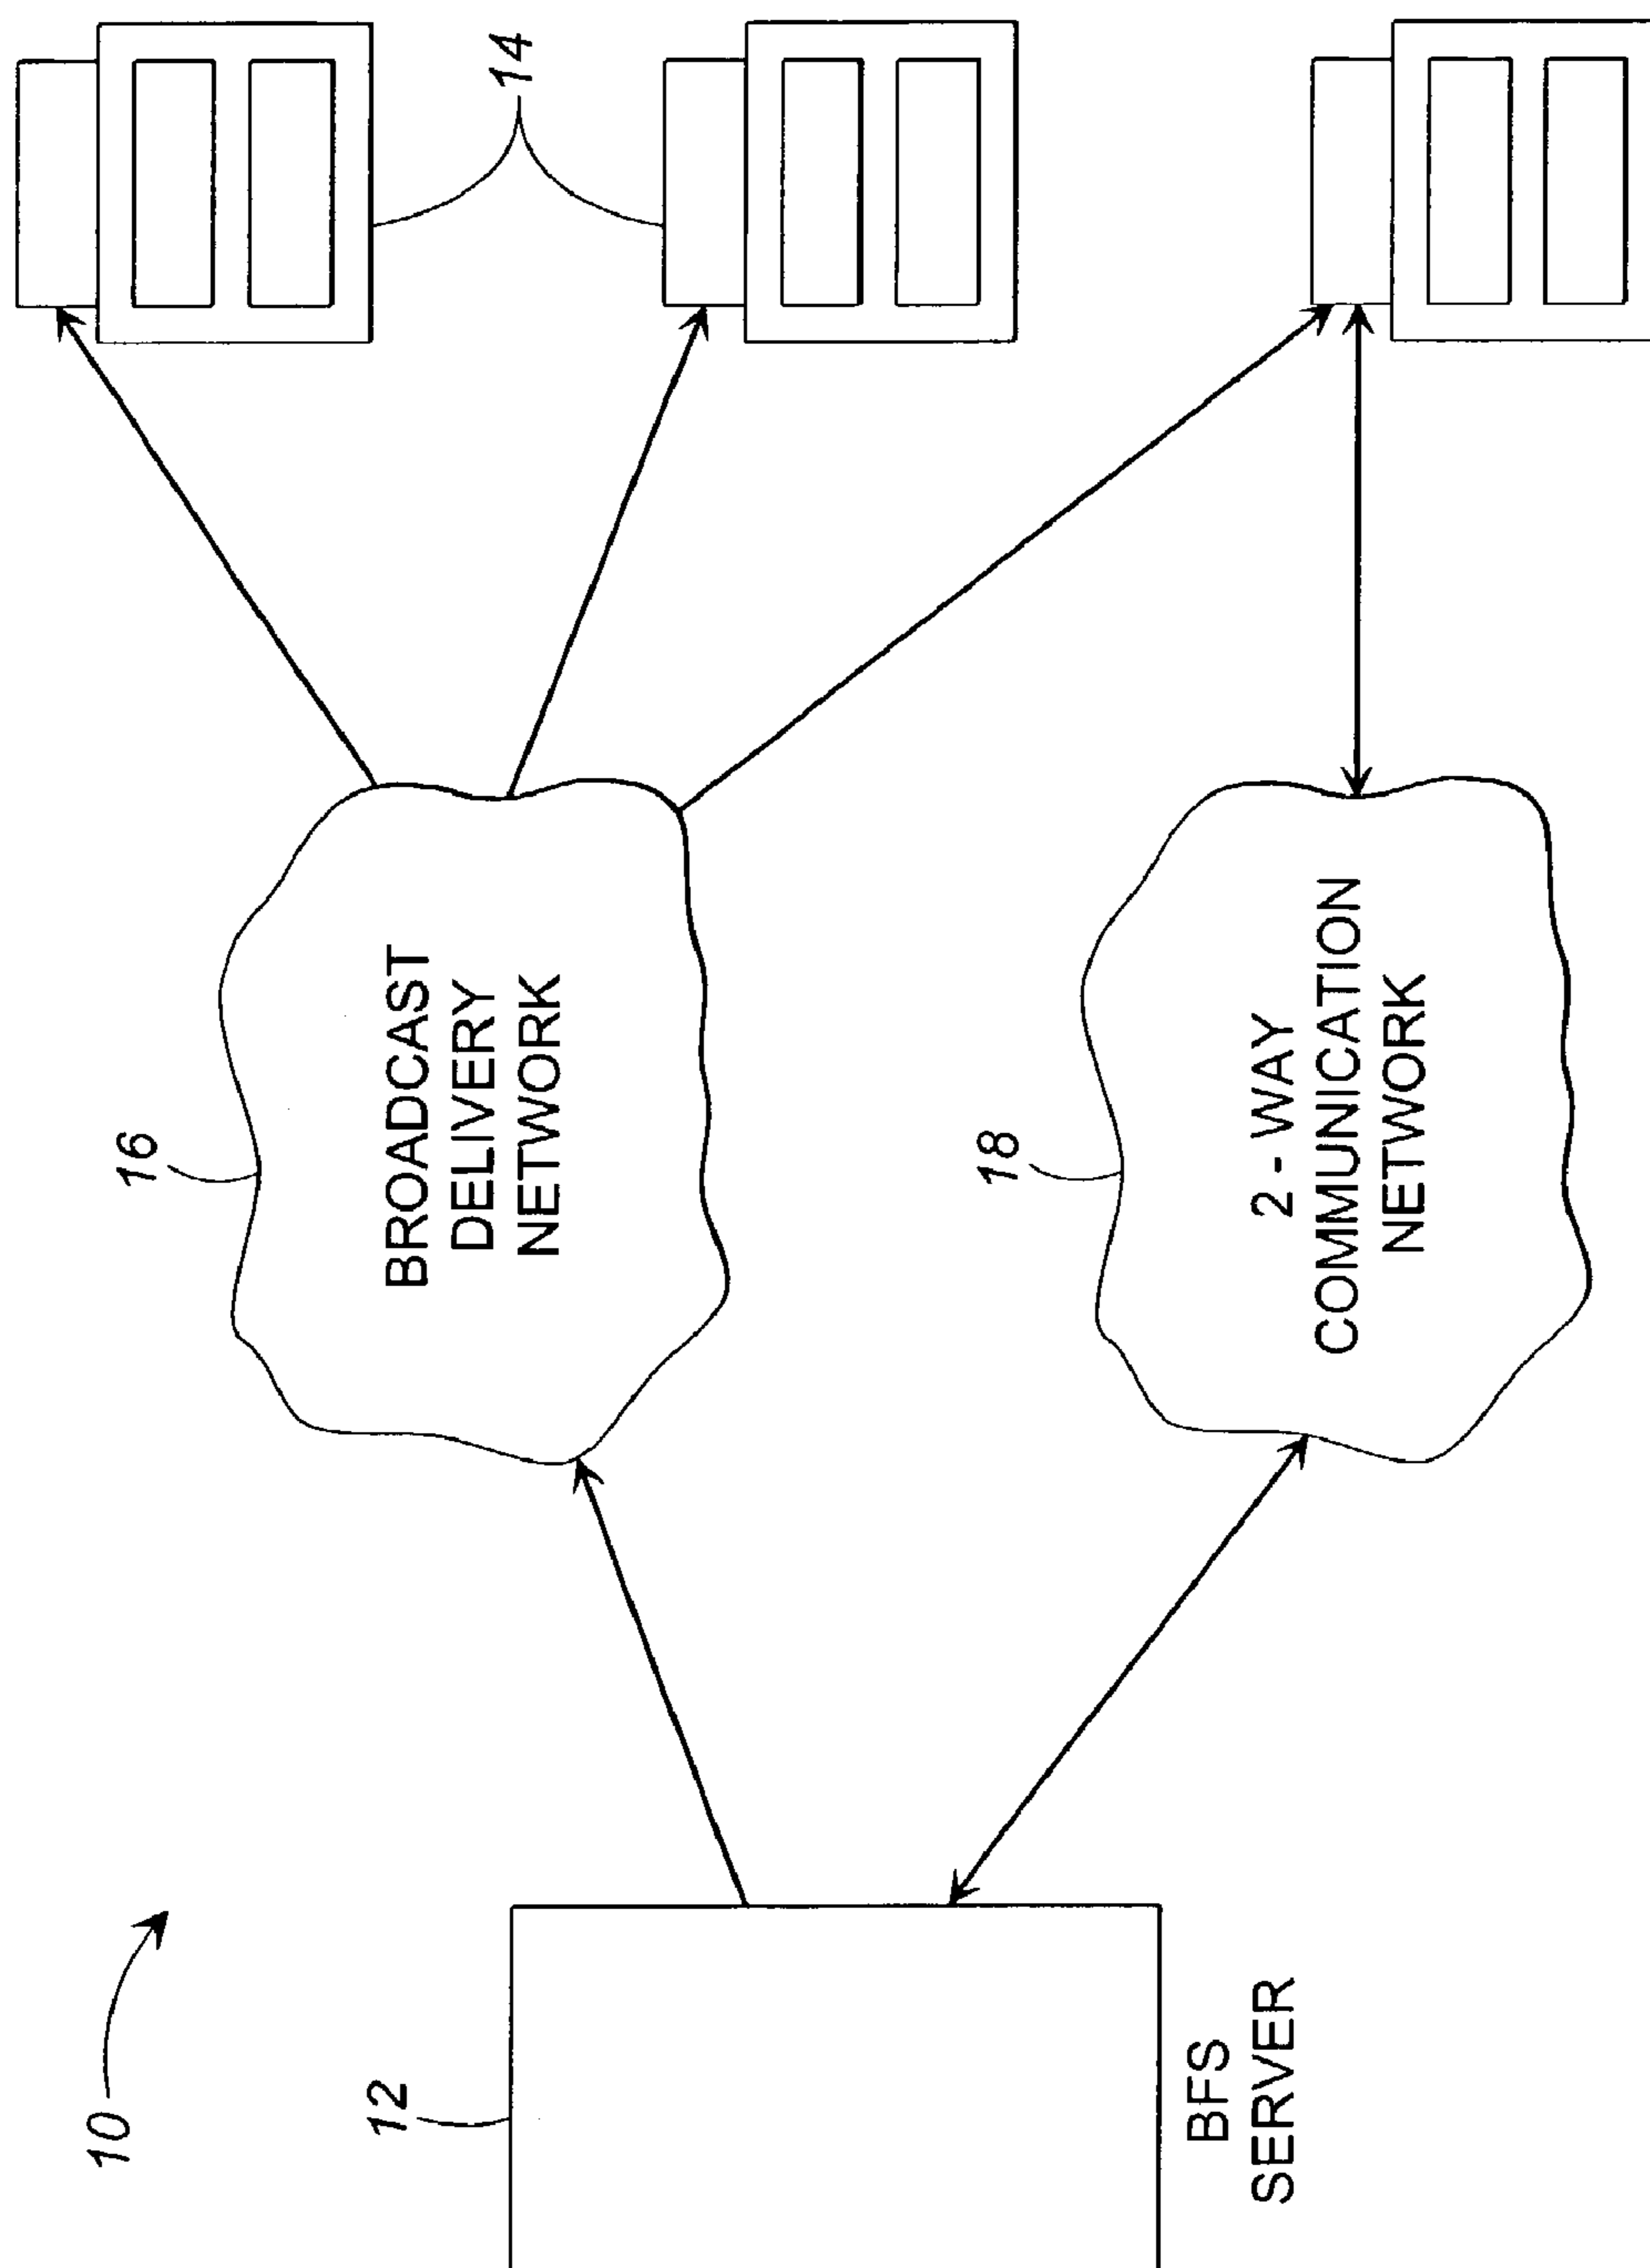 10
12
BFS
SERVER
16
BROADCAST
DELIVERY
NETWORK
18
2 - WAY
COMMUNICATION
NETWORK
14